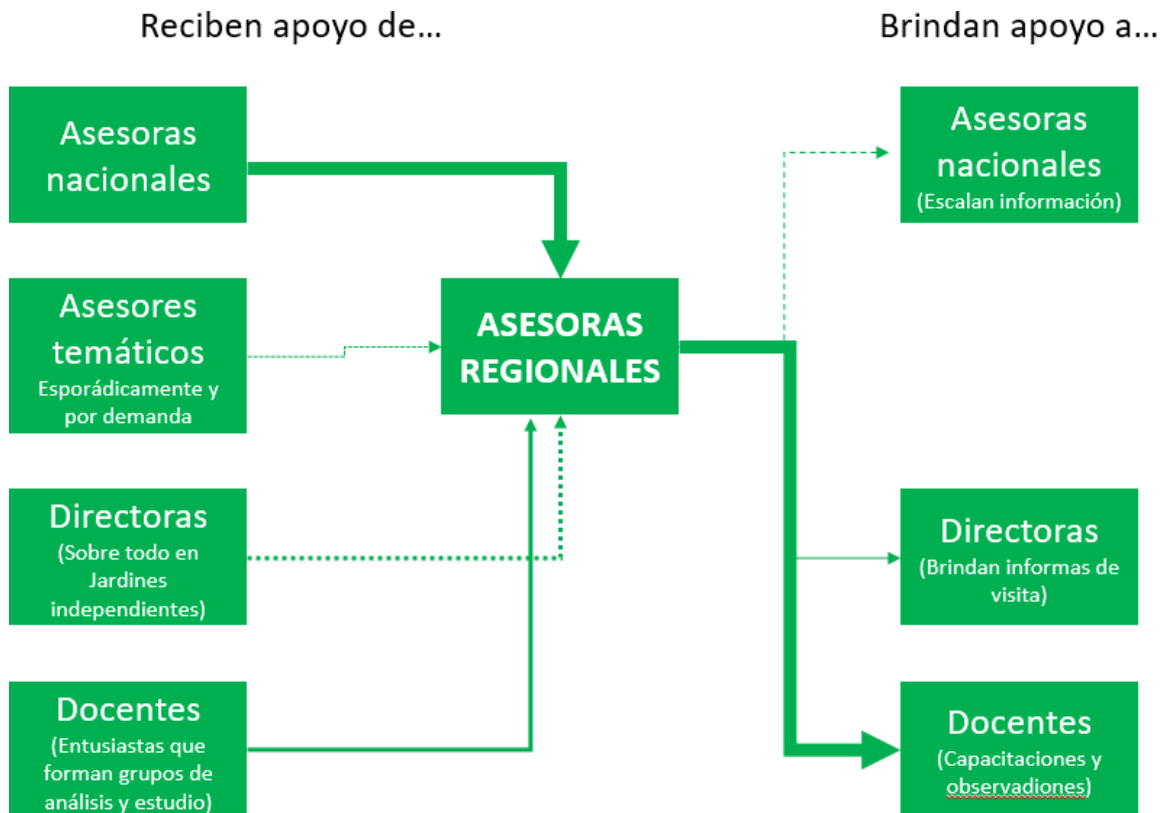 Reciben apoyo de...
Brindan apoyo a...
Asesoras
nacionales
Asesores
temáticos
Esporádicamente y
por demanda
Directoras
(Sobre todo en
Jardines
independientes)
Docentes
(Entusiastas que
forman grupos de
análisis y estudio)
ASESORAS
REGIONALES
Asesoras
nacionales
(Escalan información)
Directoras
(Brindan informas de
visita)
Docentes
(Capacitaciones y
observadiones)